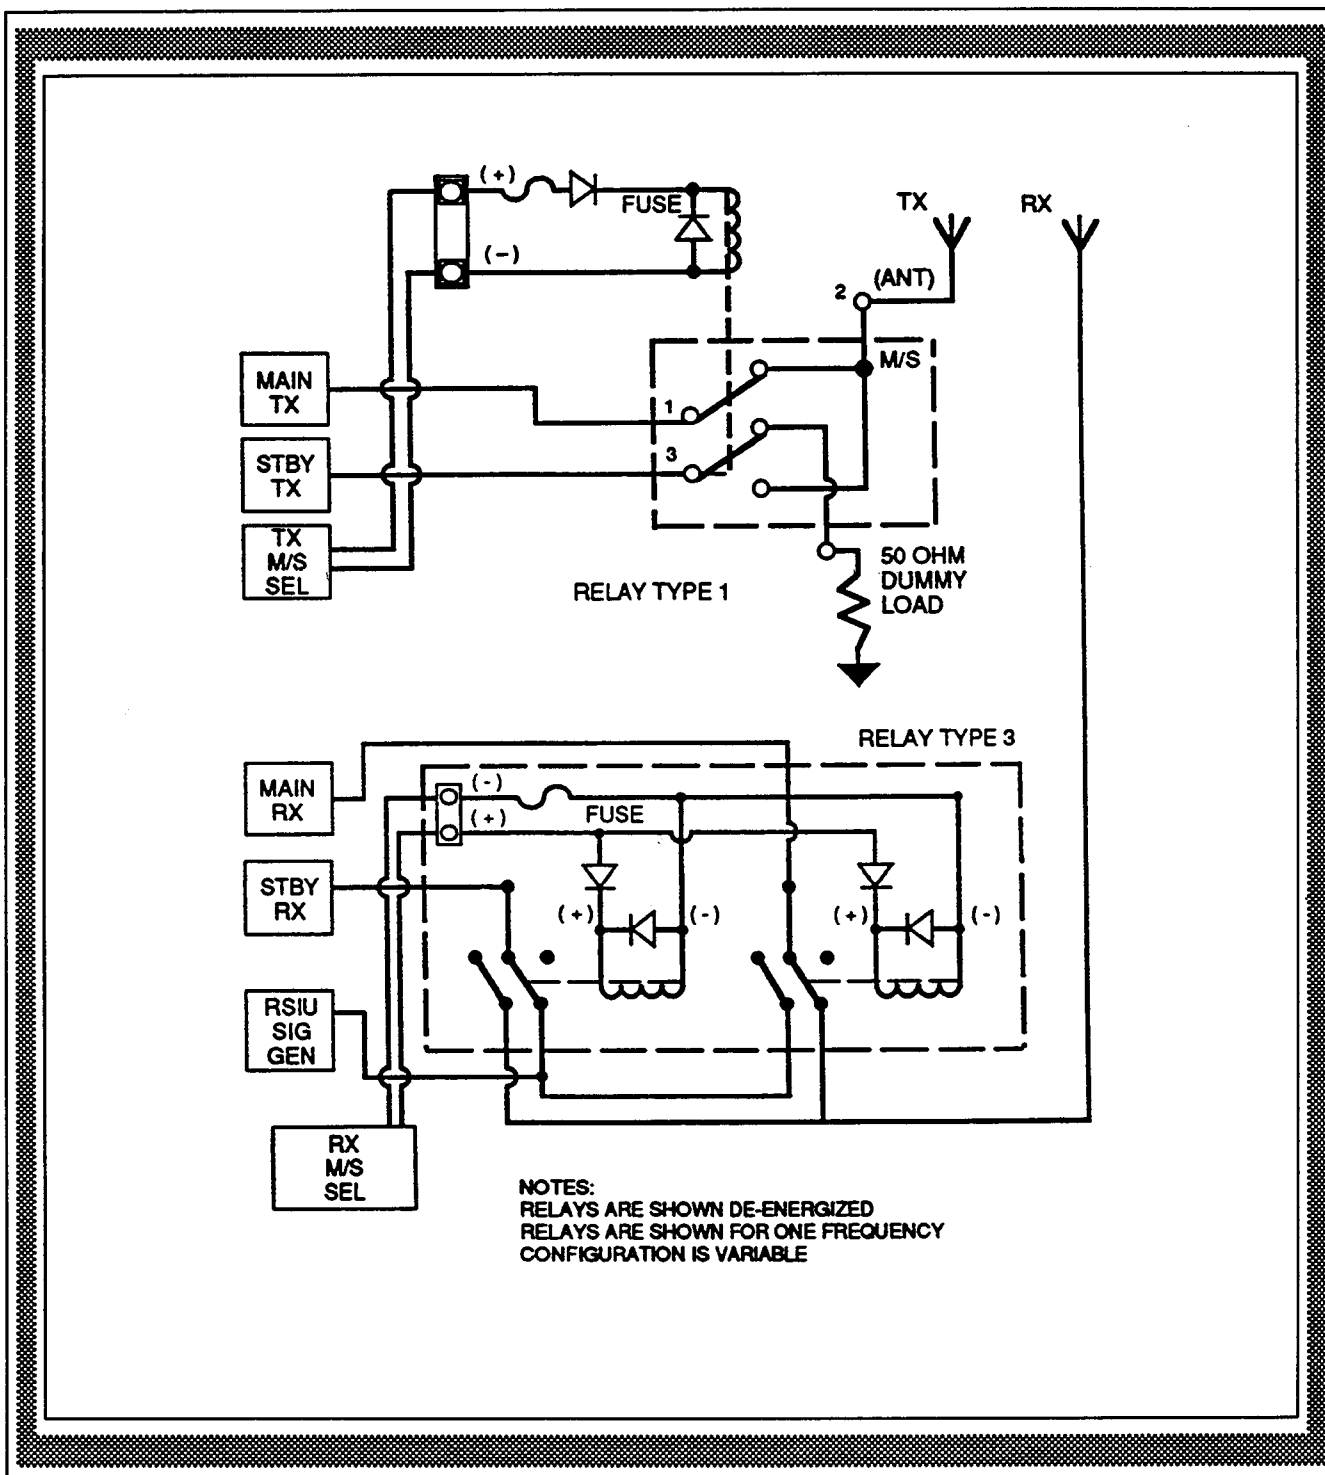 (+)
FUSE
(-)
TX
RX
2
(ANT)
M/S
MAIN
TX
1
STBY
TX
3
TX
M/S
SEL
RELAY TYPE 1
50 OHM
DUMMY
LOAD
RELAY TYPE 3
MAIN
RX
(-)
(+)
FUSE
STBY
RX
(+)
(-)
(+)
(-)
RSIU
SIG
GEN
RX
M/S
SEL
NOTES:
RELAYS ARE SHOWN DE-ENERGIZED
RELAYS ARE SHOWN FOR ONE FREQUENCY
CONFIGURATION IS VARIABLE